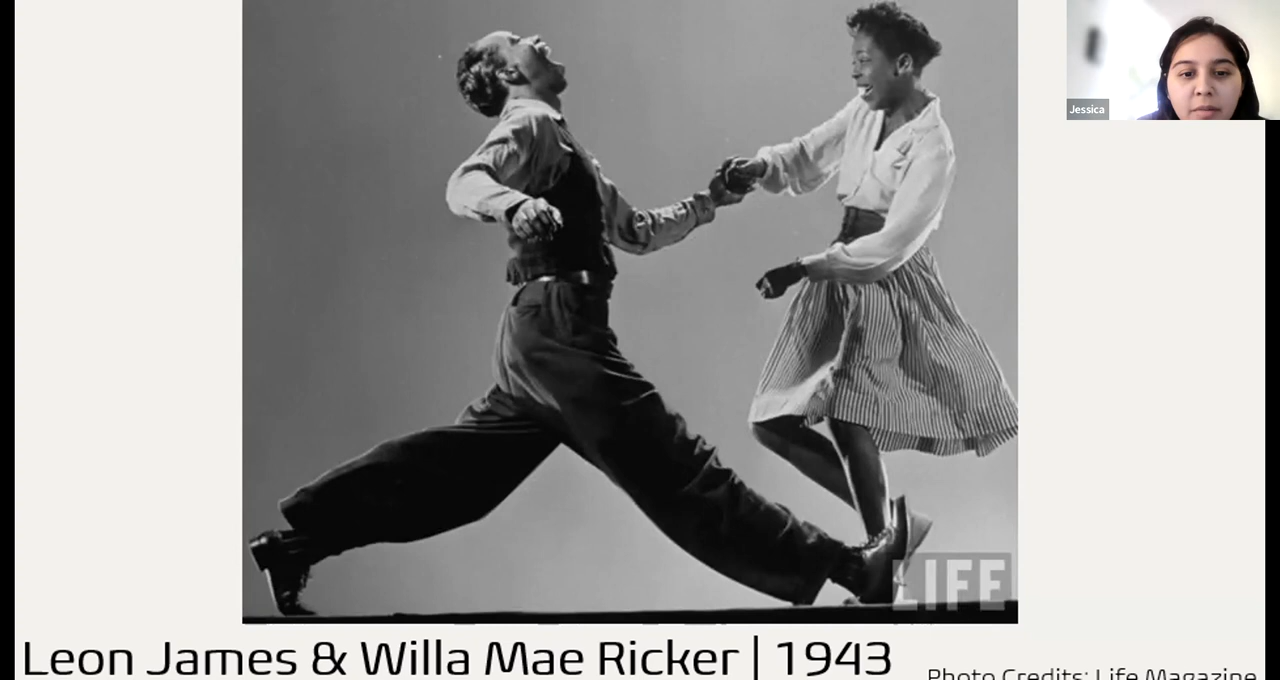 Jessica
LIFE
Leon James & Willa Mae Ricker | 1943
Photo Credits: Life Magazine